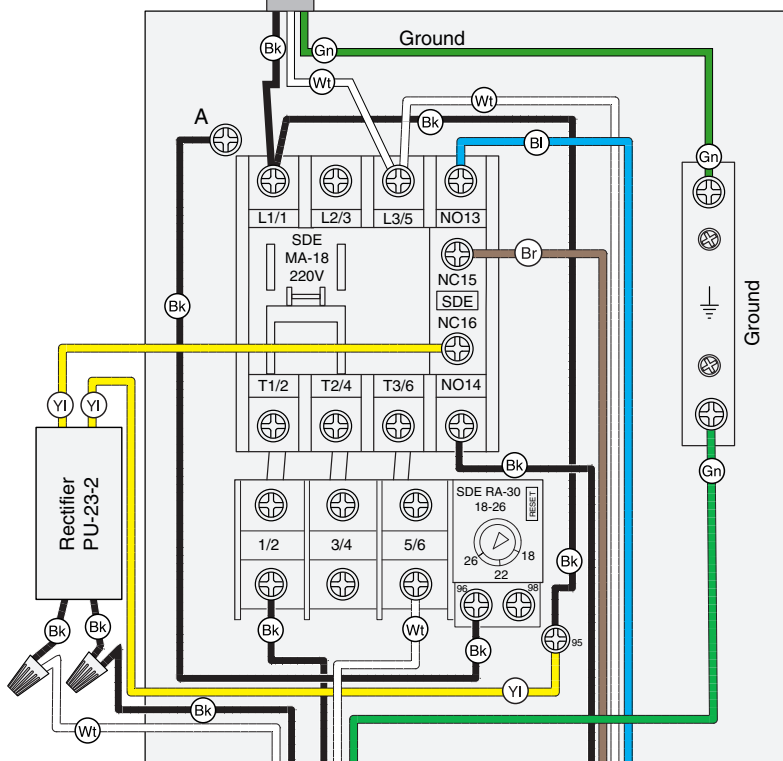 Bk
Gn
Ground
Wt
Wt
A
Bk
Bl
Gn
L1/1
L2/3
L3/5
NO13
SDE
MA-18
220V
Br
NC15
SDE
NC16
Bk
Ground
T1/2
T2/4
T3/6
NO14
Yl
Yl
Bk
Gn
Rectifier
PU-23-2
SDE RA-30
18-26
RESET
1/2
3/4
5/6
26
18
22
Bk
96
98
Bk
Bk
Bk
Wt
Bk
95
Yl
Bk
Wt